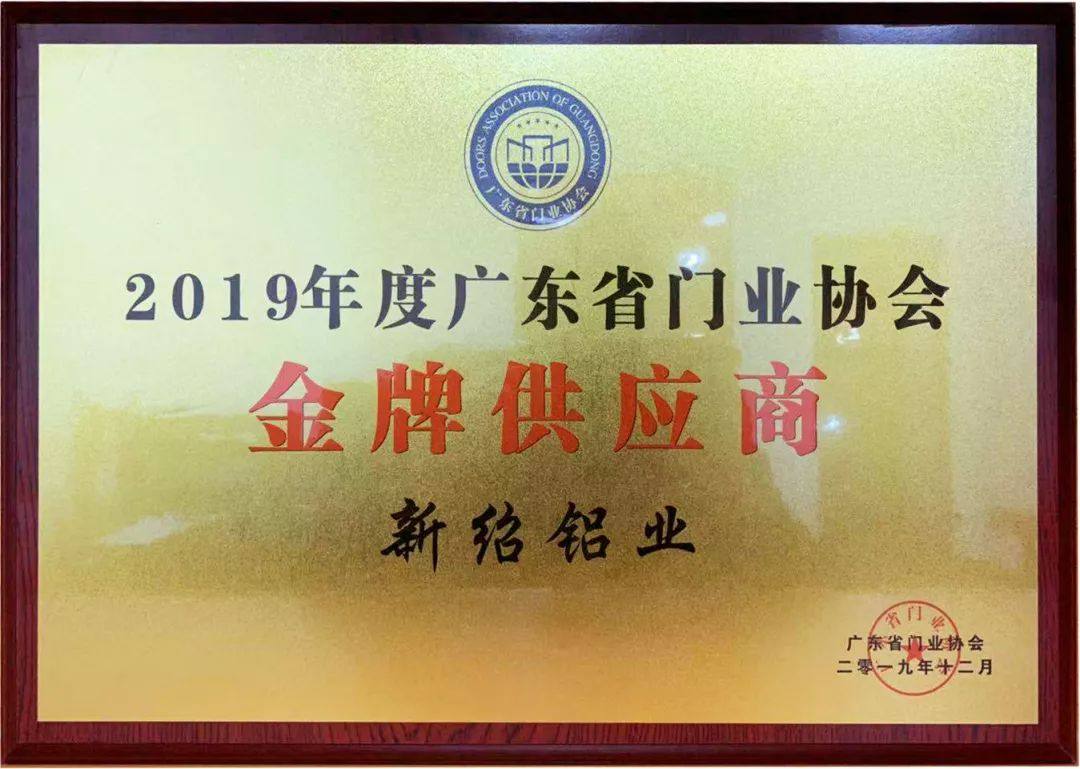 DOORS ASSOCIATION OF GUANGDONG
广东省门业协会
2019年度广东省门业协会
金牌供应商
新绍铝业
广东省门业协会
二零一九年十二月